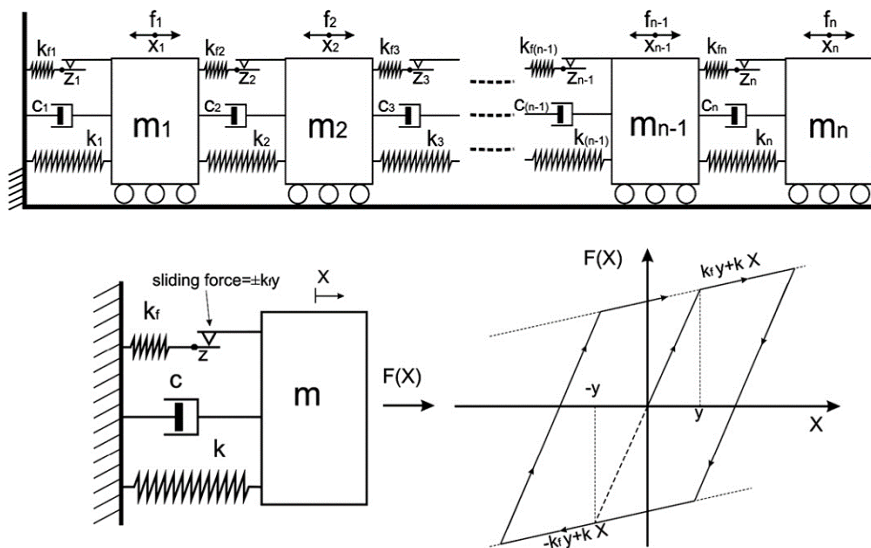 f1 f2 fn-1 fn
x1 x2 xn-1 xn
kf1 kf2 kf3 kf(n-1) kfn
z1 z2 z3 zn-1 zn
c1 c2 c3 c(n-1) cn
m1 m2 mn-1 mn
k1 k2 k3 k(n-1) kn
sliding force=±kfy
X
kf
z
c
m
k
F(X)
F(X)
kfy+k X
-y
y
X
-kfy+k X